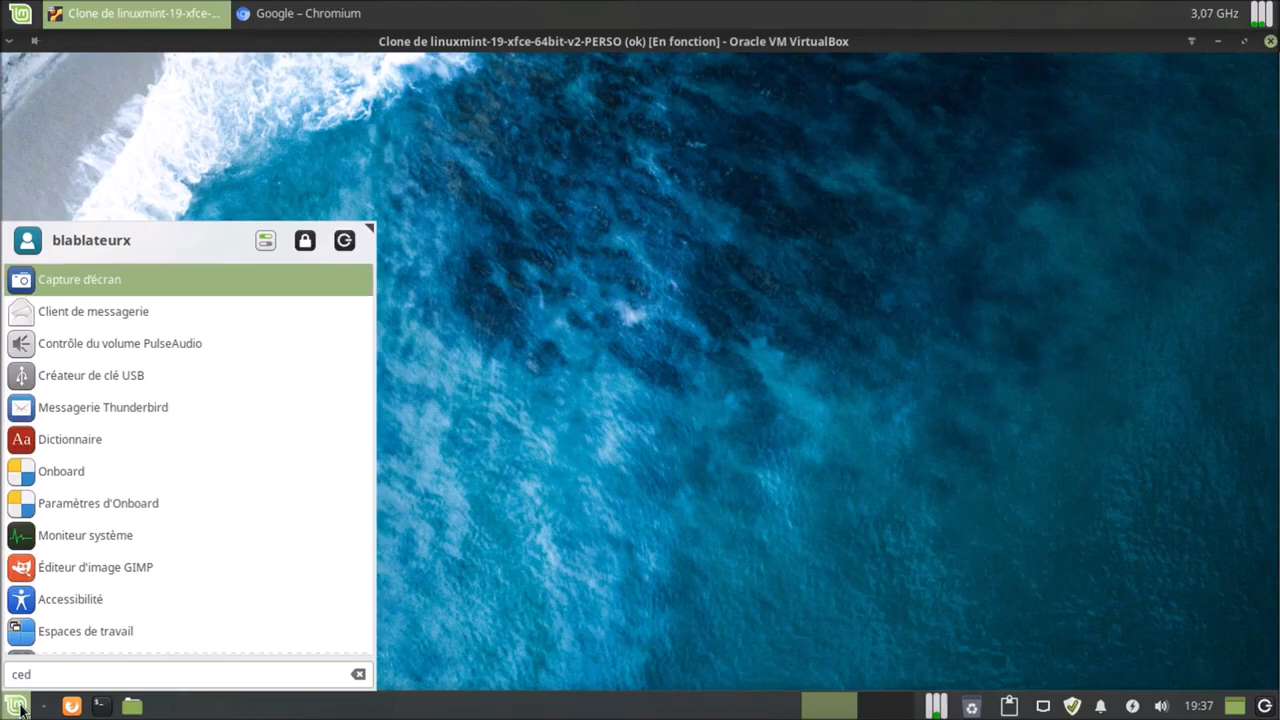 Clone de linuxmint-19-xfce-...
Google – Chromium
3,07 GHz
Clone de linuxmint-19-xfce-64bit-v2-PERSO (ok) [En fonction] - Oracle VM VirtualBox
blablateurx
Capture d'écran
Client de messagerie
Contrôle du volume PulseAudio
Créateur de clé USB
Messagerie Thunderbird
Aa Dictionnaire
Onboard
Paramètres d'Onboard
Moniteur système
Éditeur d'image GIMP
Accessibilité
Espaces de travail
ced
19:37